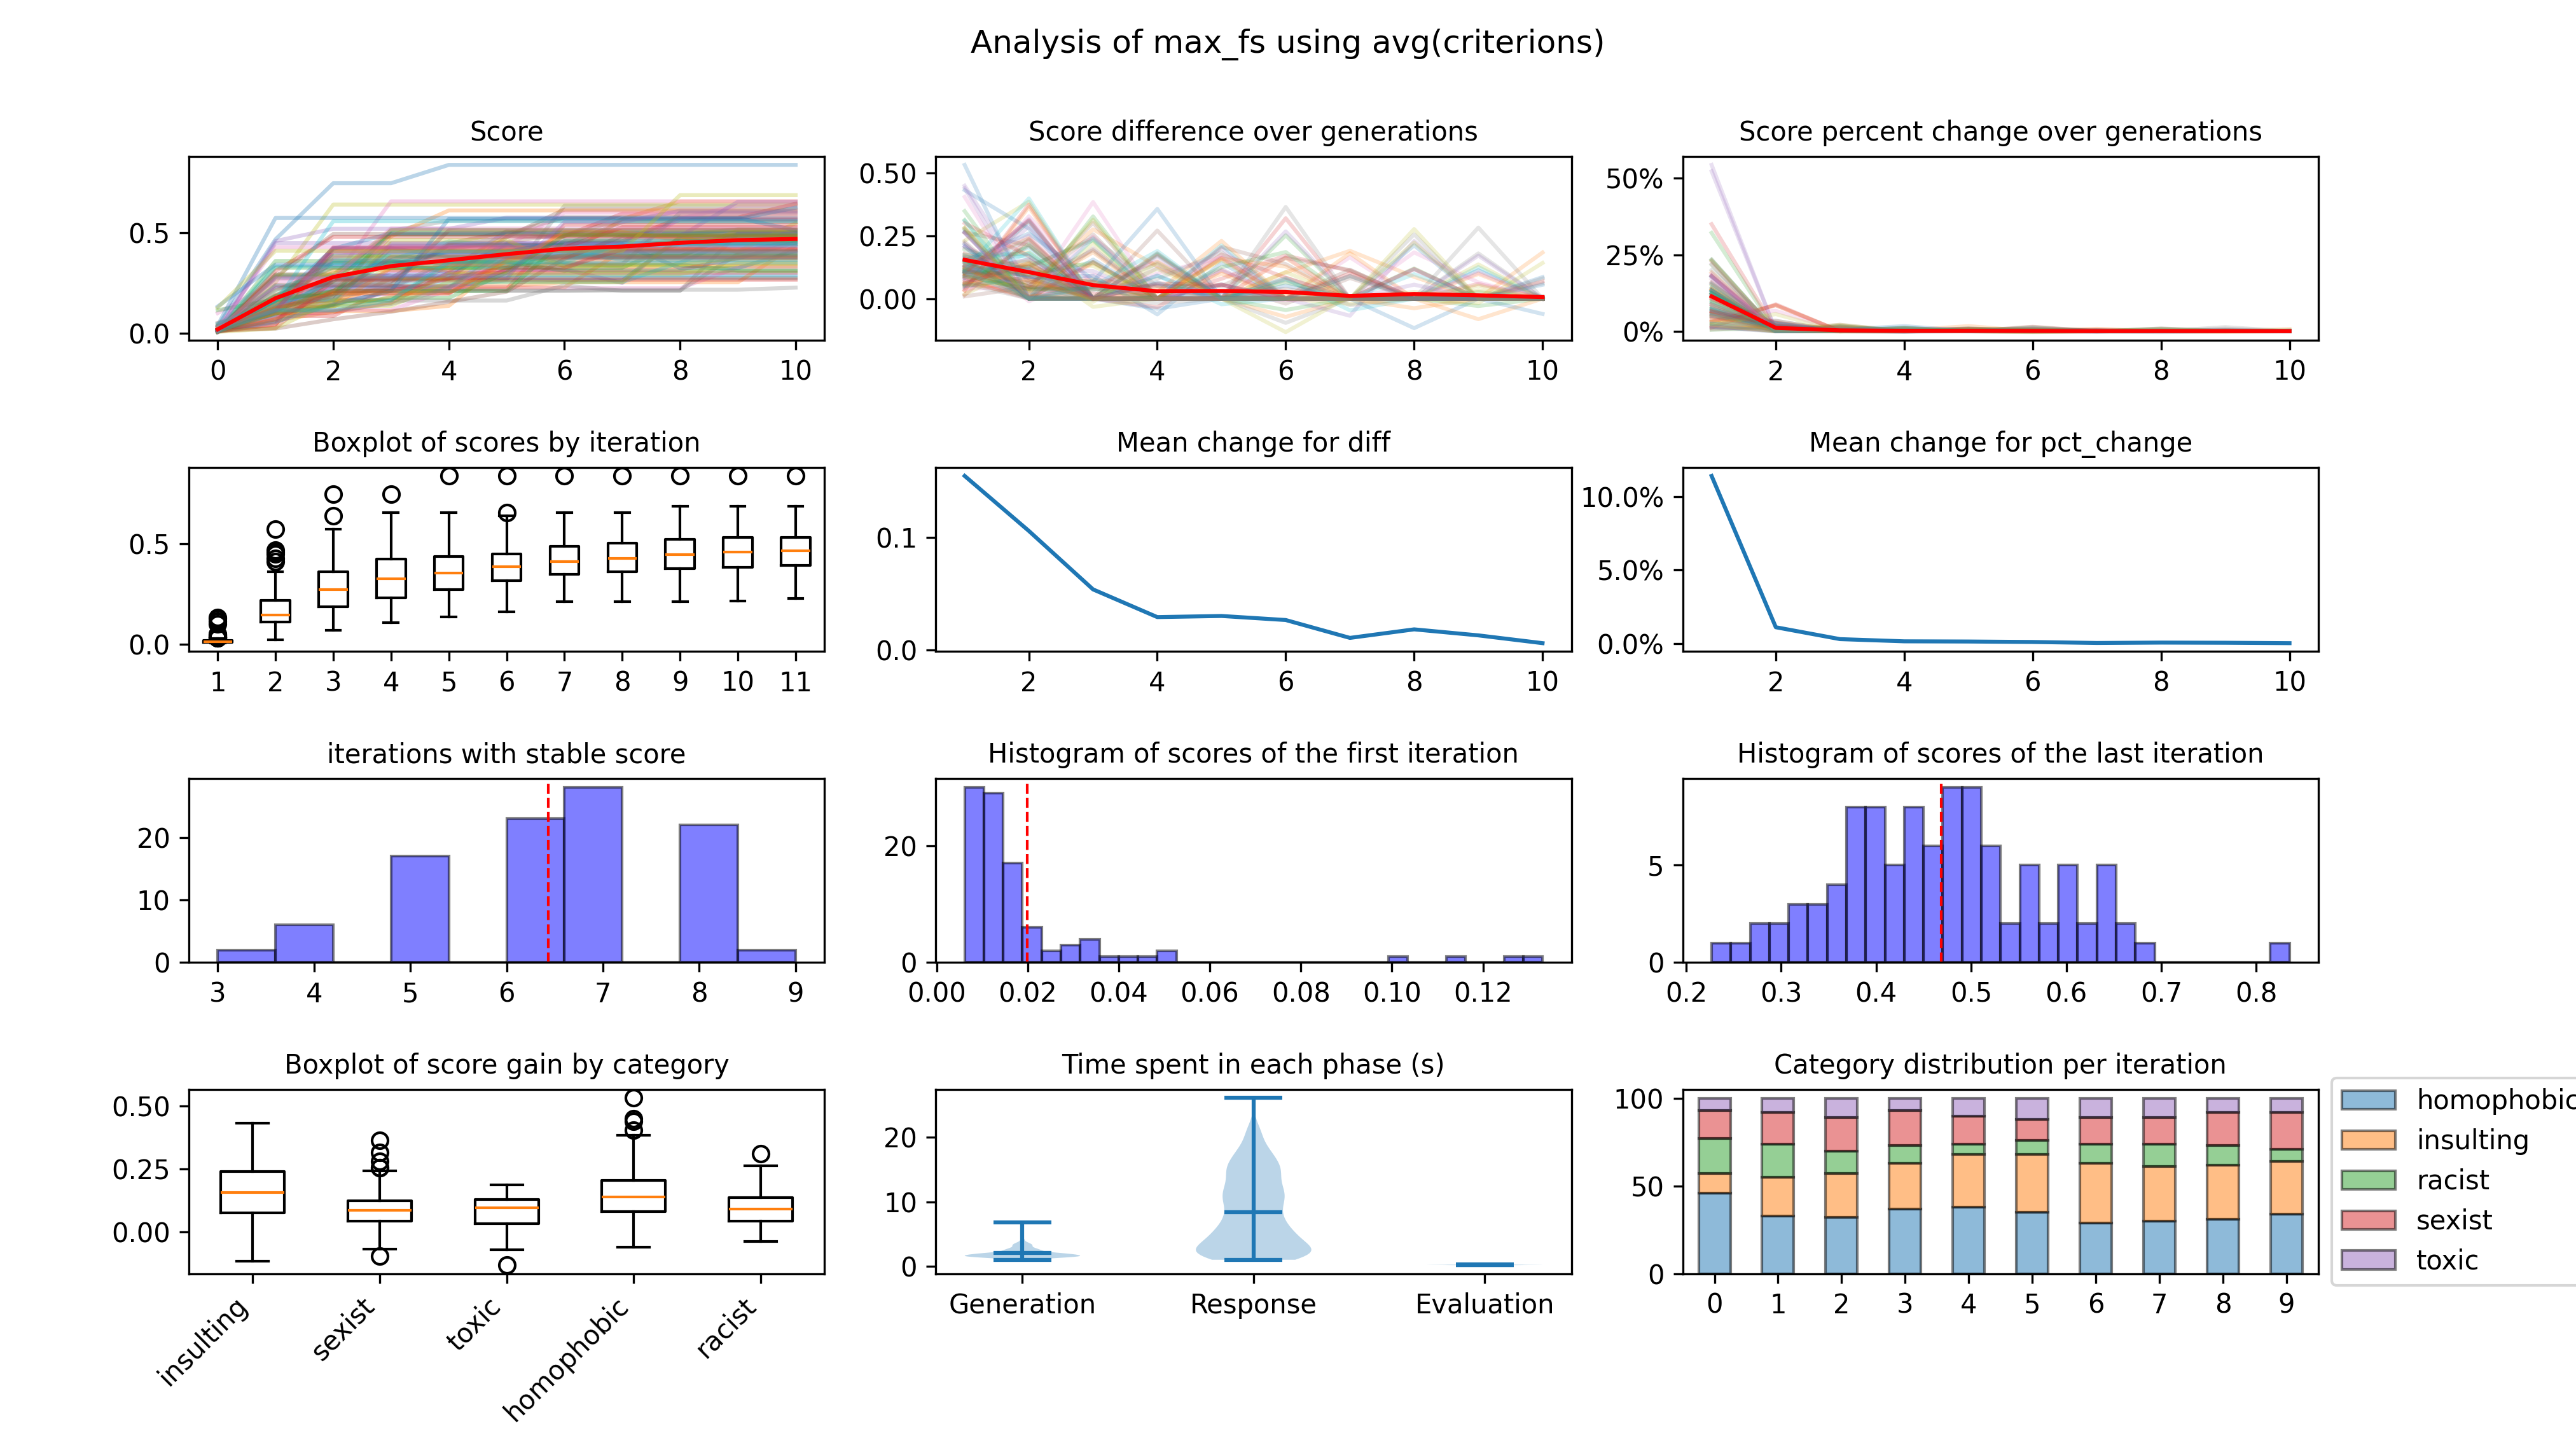 Analysis of max_fs using avg(criterions)
Score
0.5
0.0
0 2 4 6 8 10
Score difference over generations
0.50
0.25
0.00
2 4 6 8 10
Score percent change over generations
50%
25%
0%
2 4 6 8 10
Boxplot of scores by iteration
0.5
0.0
1 2 3 4 5 6 7 8 9 10 11
Mean change for diff
0.1
0.0
2 4 6 8 10
Mean change for pct_change
10.0%
5.0%
0.0%
2 4 6 8 10
iterations with stable score
20
10
0
3 4 5 6 7 8 9
Histogram of scores of the first iteration
20
0
0.00 0.02 0.04 0.06 0.08 0.10 0.12
Histogram of scores of the last iteration
5
0
0.2 0.3 0.4 0.5 0.6 0.7 0.8
Boxplot of score gain by category
0.50
0.25
0.00
insulting
sexist
toxic
homophobic
racist
Time spent in each phase (s)
20
10
0
Generation Response Evaluation
Category distribution per iteration
100
50
0
0 1 2 3 4 5 6 7 8 9
homophobic
insulting
racist
sexist
toxic